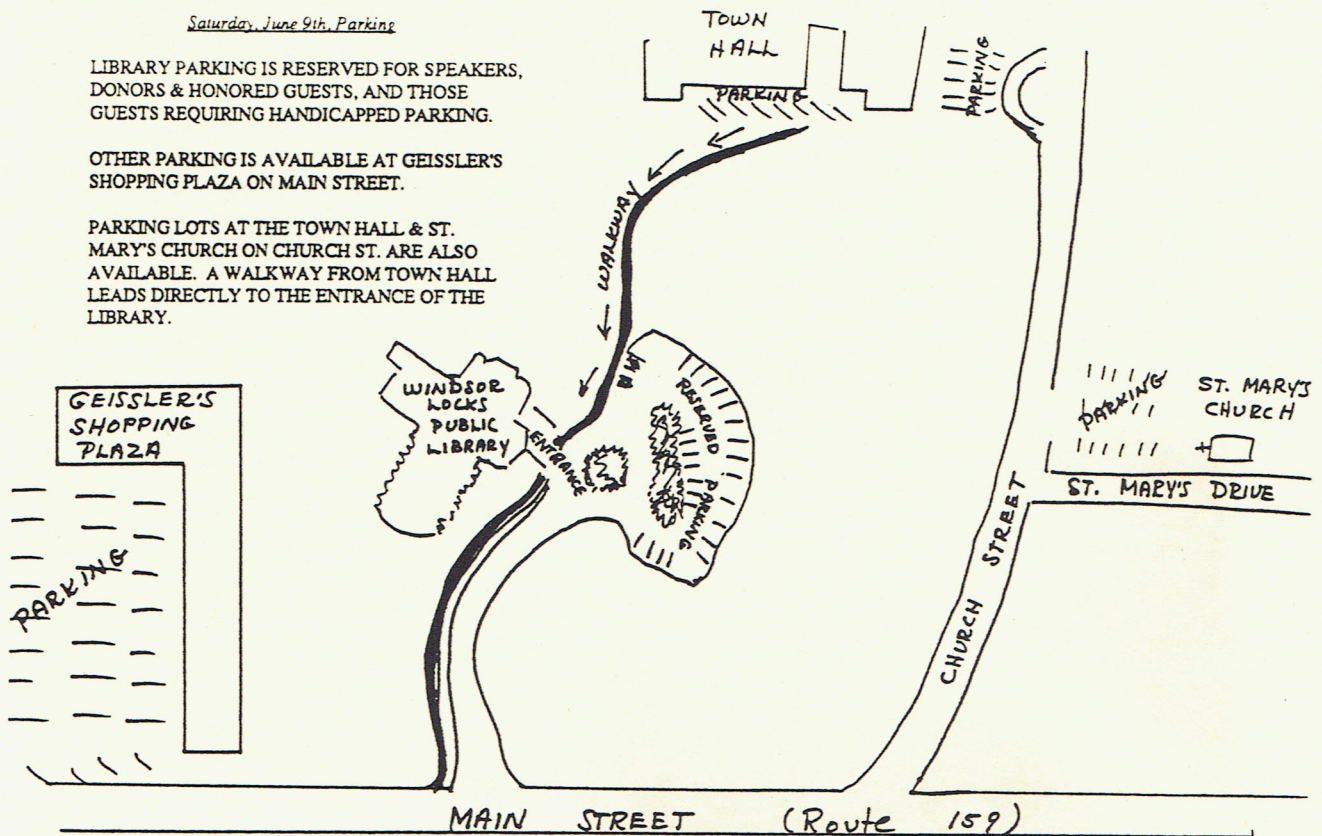 Saturday, June 9th, Parking
LIBRARY PARKING IS RESERVED FOR SPEAKERS,
DONORS & HONORED GUESTS, AND THOSE
GUESTS REQUIRING HANDICAPPED PARKING.
OTHER PARKING IS AVAILABLE AT GEISSLER'S
SHOPPING PLAZA ON MAIN STREET.
PARKING LOTS AT THE TOWN HALL & ST.
MARY'S CHURCH ON CHURCH ST. ARE ALSO
AVAILABLE. A WALKWAY FROM TOWN HALL
LEADS DIRECTLY TO THE ENTRANCE OF THE
LIBRARY.
TOWN
HALL
PARKING
PARKING
WALKWAY
WINDSOR
LOCKS
PUBLIC
LIBRARY
ENTRANCE
RESERVED PARKING
GEISSLER'S
SHOPPING
PLAZA
PARKING
PARKING
ST. MARY'S
CHURCH
ST. MARY'S DRIVE
CHURCH STREET
MAIN STREET (Route 159)